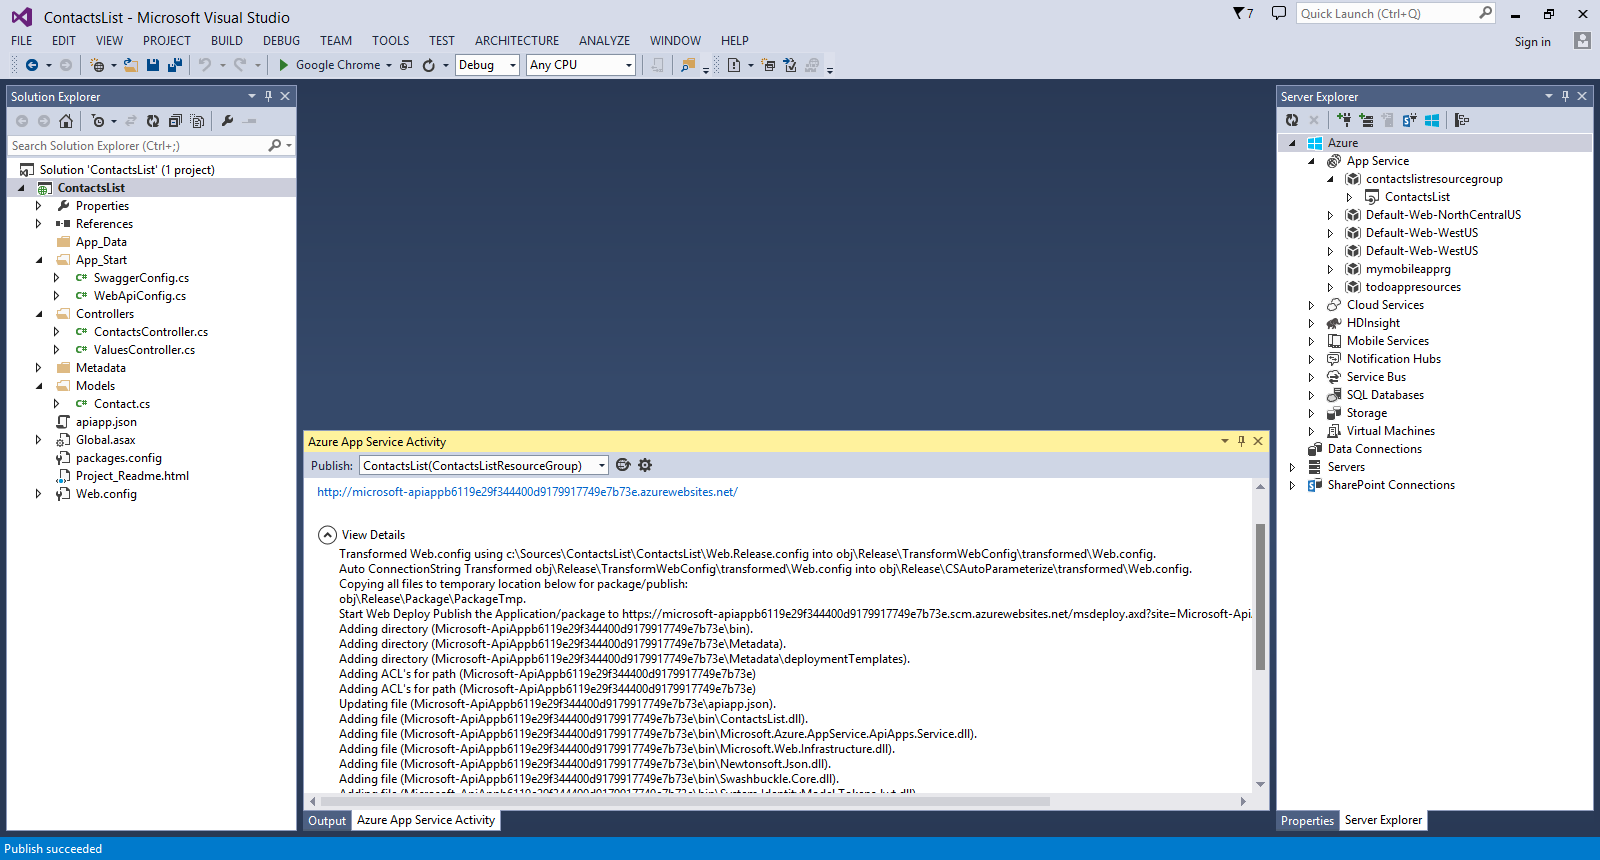 ContactsList - Microsoft Visual Studio
7
Quick Launch (Ctrl+Q)
FILE EDIT VIEW PROJECT BUILD DEBUG TEAM TOOLS TEST ARCHITECTURE ANALYZE WINDOW HELP
Sign in
Google Chrome Debug Any CPU
Solution Explorer
Search Solution Explorer (Ctrl+;)
Solution 'ContactsList' (1 project)
ContactsList
Properties
References
App_Data
App_Start
C# SwaggerConfig.cs
C# WebApiConfig.cs
Controllers
C# ContactsController.cs
C# ValuesController.cs
Metadata
Models
C# Contact.cs
apiapp.json
Global.asax
packages.config
Project_Readme.html
Web.config
Azure App Service Activity
Publish: ContactsList(ContactsListResourceGroup)
http://microsoft-apiappb6119e29f344400d9179917749e7b73e.azurewebsites.net/
View Details
Transformed Web.config using c:\Sources\ContactsList\ContactsList\Web.Release.config into obj\Release\TransformWebConfig\transformed\Web.config.
Auto ConnectionString Transformed obj\Release\TransformWebConfig\transformed\Web.config into obj\Release\CSAutoParameterize\transformed\Web.config.
Copying all files to temporary location below for package/publish:
obj\Release\Package\PackageTmp.
Start Web Deploy Publish the Application/package to https://microsoft-apiappb6119e29f344400d9179917749e7b73e.scm.azurewebsites.net/msdeploy.axd?site=Microsoft-Api
Adding directory (Microsoft-ApiAppb6119e29f344400d9179917749e7b73e\bin).
Adding directory (Microsoft-ApiAppb6119e29f344400d9179917749e7b73e\Metadata).
Adding directory (Microsoft-ApiAppb6119e29f344400d9179917749e7b73e\Metadata\deploymentTemplates).
Adding ACL's for path (Microsoft-ApiAppb6119e29f344400d9179917749e7b73e)
Adding ACL's for path (Microsoft-ApiAppb6119e29f344400d9179917749e7b73e)
Updating file (Microsoft-ApiAppb6119e29f344400d9179917749e7b73e\apiapp.json).
Adding file (Microsoft-ApiAppb6119e29f344400d9179917749e7b73e\bin\ContactsList.dll).
Adding file (Microsoft-ApiAppb6119e29f344400d9179917749e7b73e\bin\Microsoft.Azure.AppService.ApiApps.Service.dll).
Adding file (Microsoft-ApiAppb6119e29f344400d9179917749e7b73e\bin\Microsoft.Web.Infrastructure.dll).
Adding file (Microsoft-ApiAppb6119e29f344400d9179917749e7b73e\bin\Newtonsoft.Json.dll).
Adding file (Microsoft-ApiAppb6119e29f344400d9179917749e7b73e\bin\Swashbuckle.Core.dll).
Adding file (Microsoft-ApiAppb6119e29f344400d9179917749e7b73e\bin\System.IdentityModel.Tokens.Jwt.dll)
Output Azure App Service Activity
Server Explorer
Azure
App Service
contactslistresourcegroup
ContactsList
Default-Web-NorthCentralUS
Default-Web-WestUS
Default-Web-WestUS
mymobileapprg
todoappresources
Cloud Services
HDInsight
Mobile Services
Notification Hubs
Service Bus
SQL Databases
Storage
Virtual Machines
Data Connections
Servers
SharePoint Connections
Properties Server Explorer
Publish succeeded